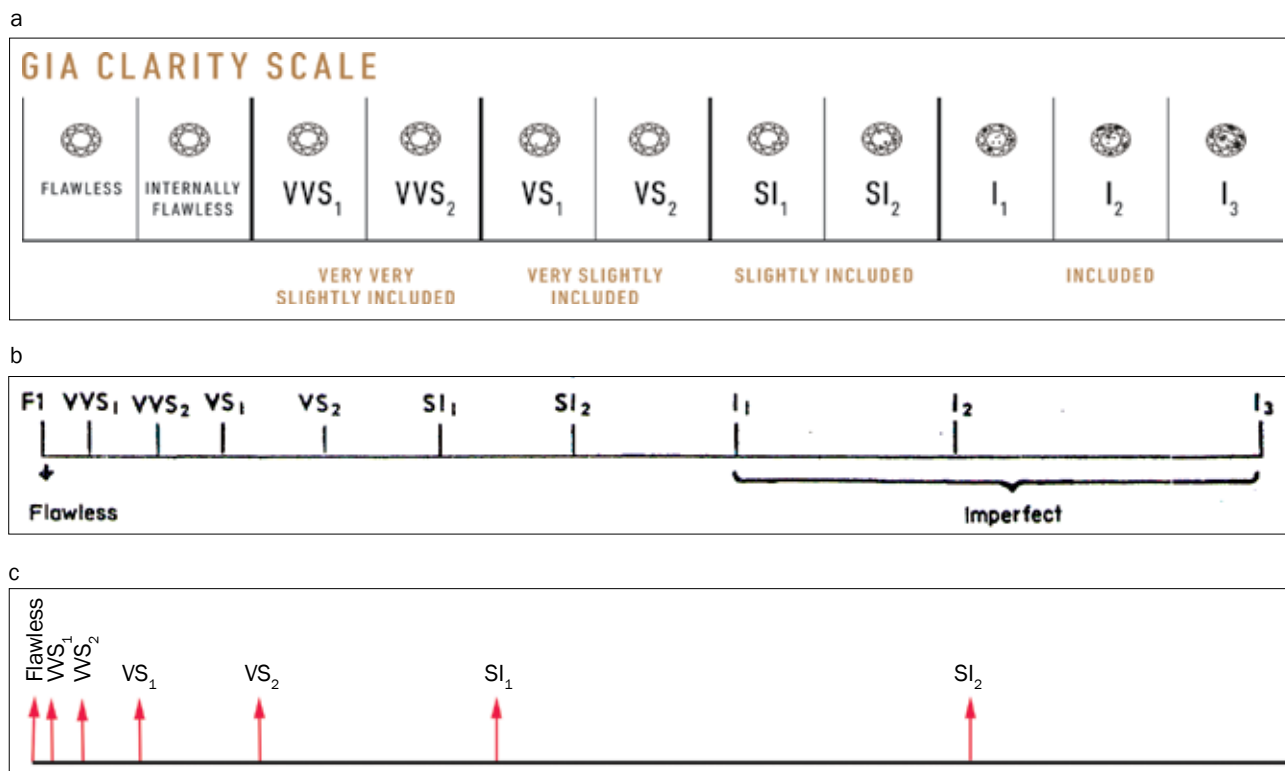 a
GIA CLARITY SCALE
FLAWLESS
INTERNALLY
FLAWLESS
VVS₁
VVS₂
VS₁
VS₂
SI₁
SI₂
I₁
I₂
I₃
VERY VERY
SLIGHTLY INCLUDED
VERY SLIGHTLY
INCLUDED
SLIGHTLY INCLUDED
INCLUDED
b
F1 VVS₁ VVS₂ VS₁ VS₂ SI₁ SI₂ I₁ I₂ I₃
Flawless
Imperfect
c
Flawless
VVS₁
VVS₂
VS₁
VS₂
SI₁
SI₂